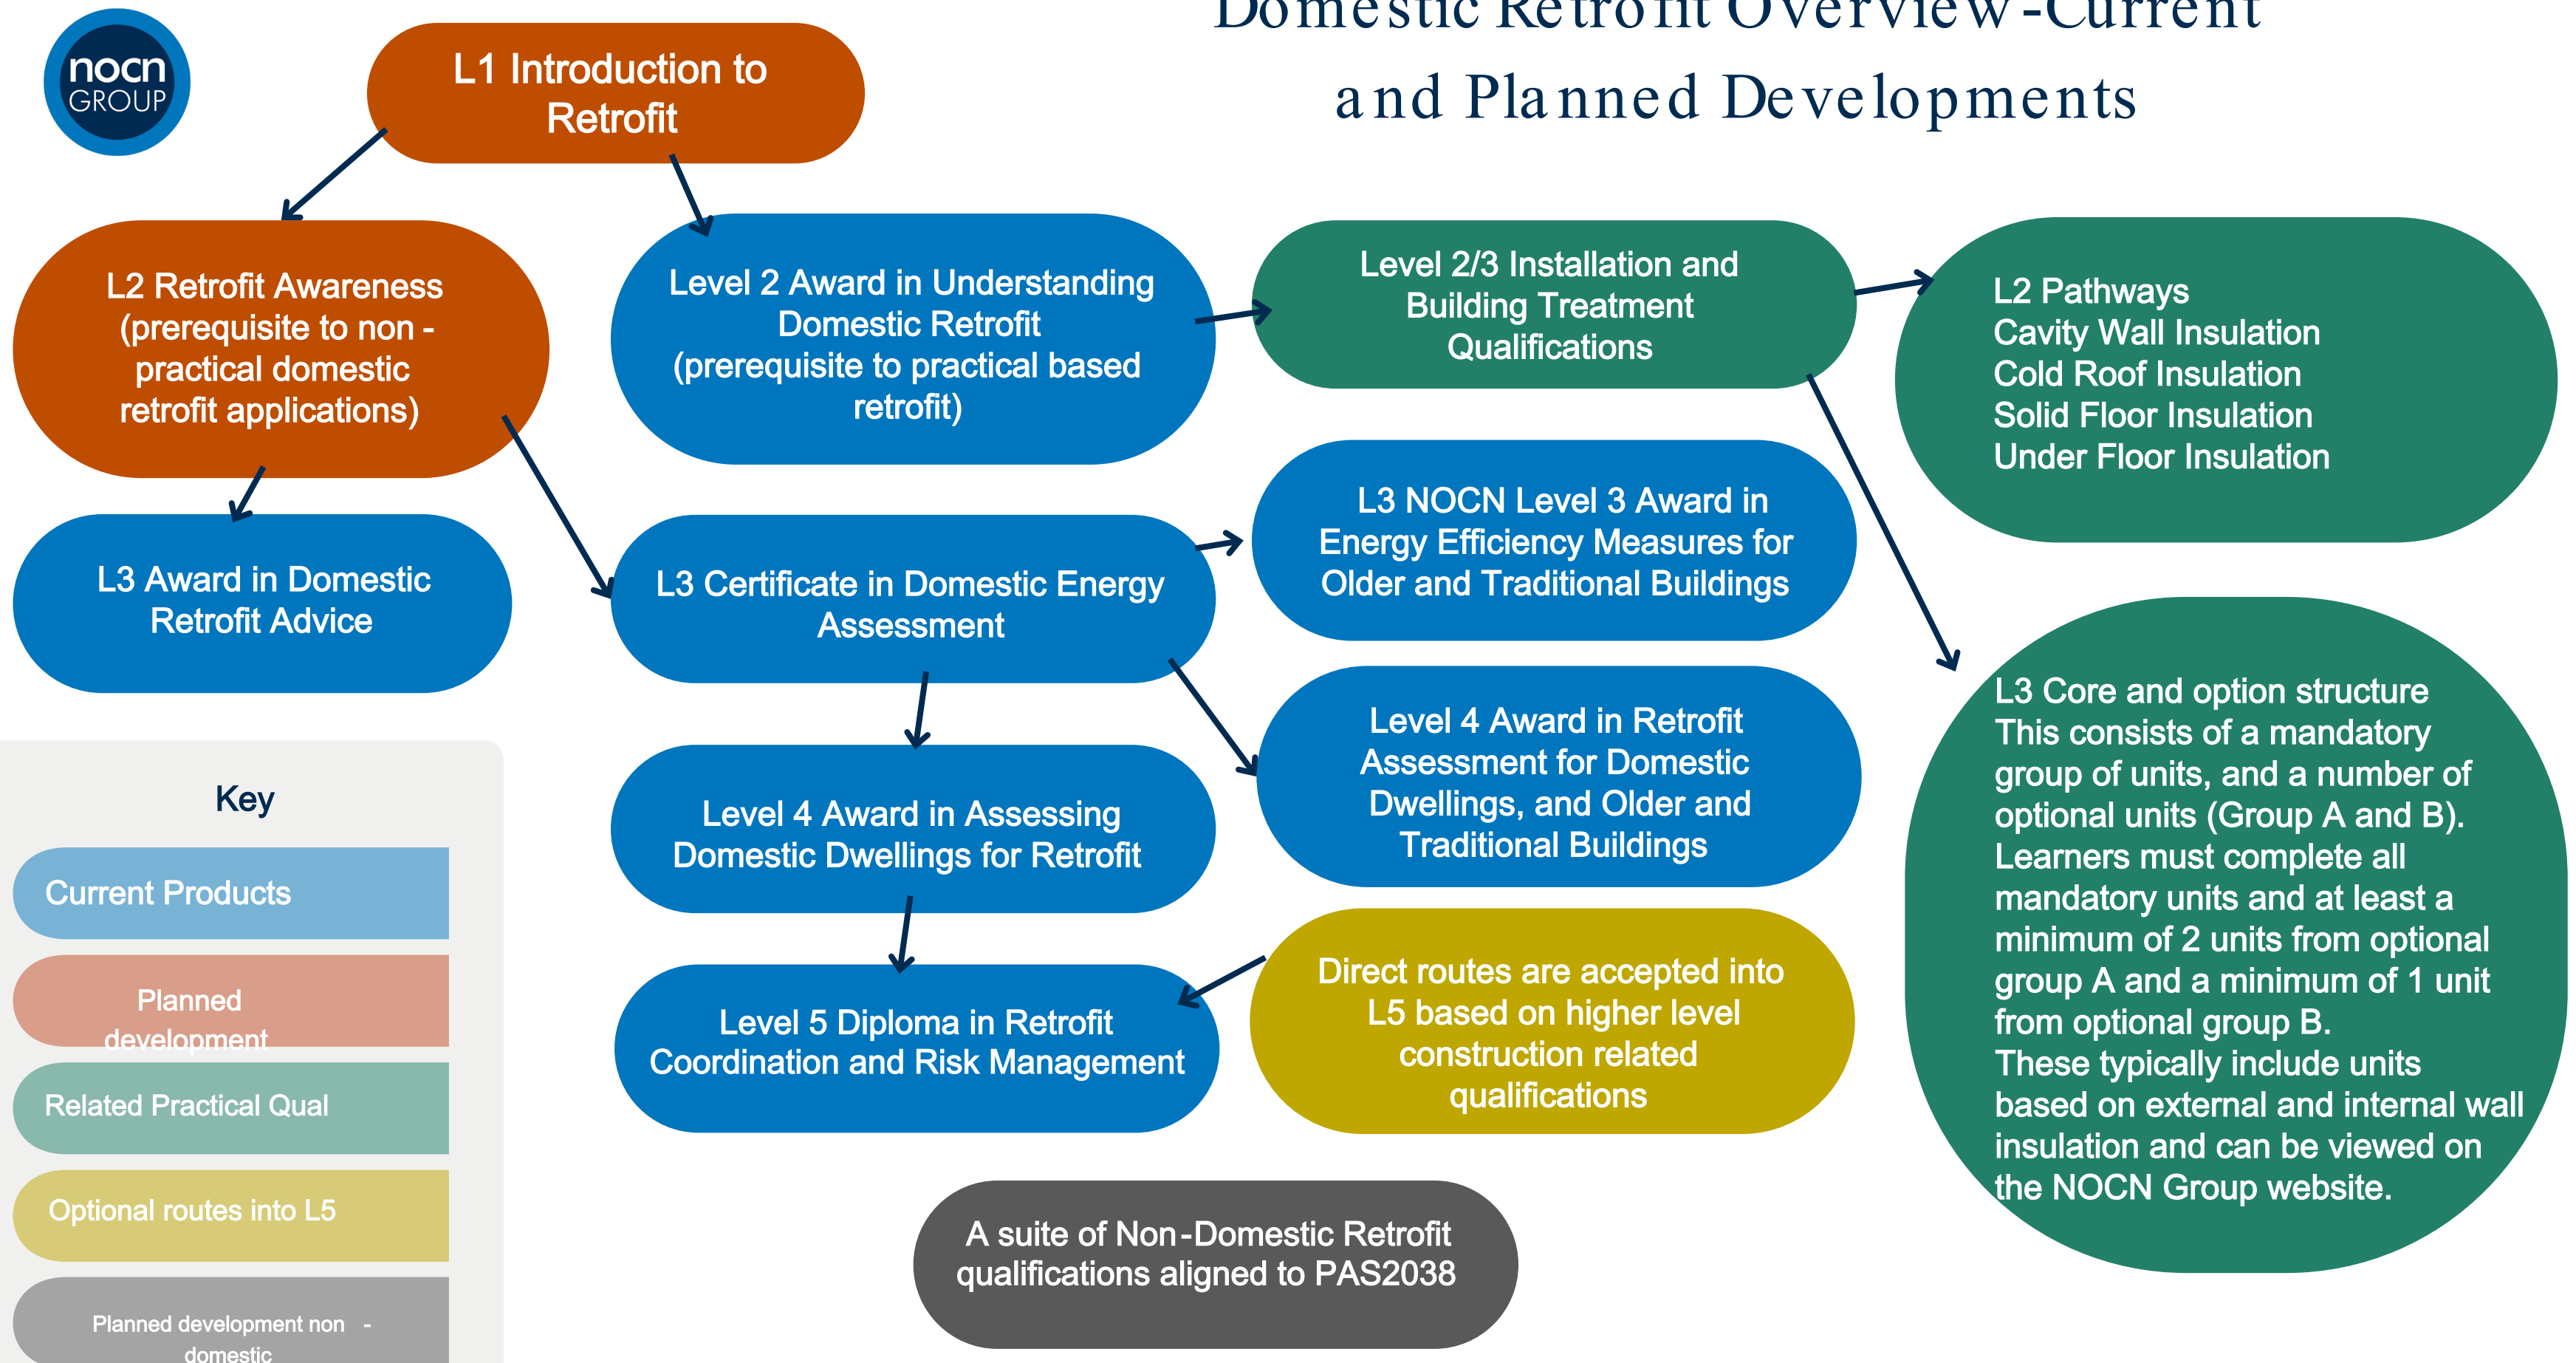 nocn
GROUP
Domestic Retrofit Overview -Current
and Planned Developments
L1 Introduction to
Retrofit
L2 Retrofit Awareness
(prerequisite to non -
practical domestic
retrofit applications)
Level 2 Award in Understanding
Domestic Retrofit
(prerequisite to practical based
retrofit)
Level 2/3 Installation and
Building Treatment
Qualifications
L2 Pathways
Cavity Wall Insulation
Cold Roof Insulation
Solid Floor Insulation
Under Floor Insulation
L3 Award in Domestic
Retrofit Advice
L3 Certificate in Domestic Energy
Assessment
L3 NOCN Level 3 Award in
Energy Efficiency Measures for
Older and Traditional Buildings
Level 4 Award in Assessing
Domestic Dwellings for Retrofit
Level 4 Award in Retrofit
Assessment for Domestic
Dwellings, and Older and
Traditional Buildings
L3 Core and option structure
This consists of a mandatory
group of units, and a number of
optional units (Group A and B).
Learners must complete all
mandatory units and at least a
minimum of 2 units from optional
group A and a minimum of 1 unit
from optional group B.
These typically include units
based on external and internal wall
insulation and can be viewed on
the NOCN Group website.
Level 5 Diploma in Retrofit
Coordination and Risk Management
Direct routes are accepted into
L5 based on higher level
construction related
qualifications
A suite of Non-Domestic Retrofit
qualifications aligned to PAS2038
Key
Current Products
Planned
development
Related Practical Qual
Optional routes into L5
Planned development non -
domestic